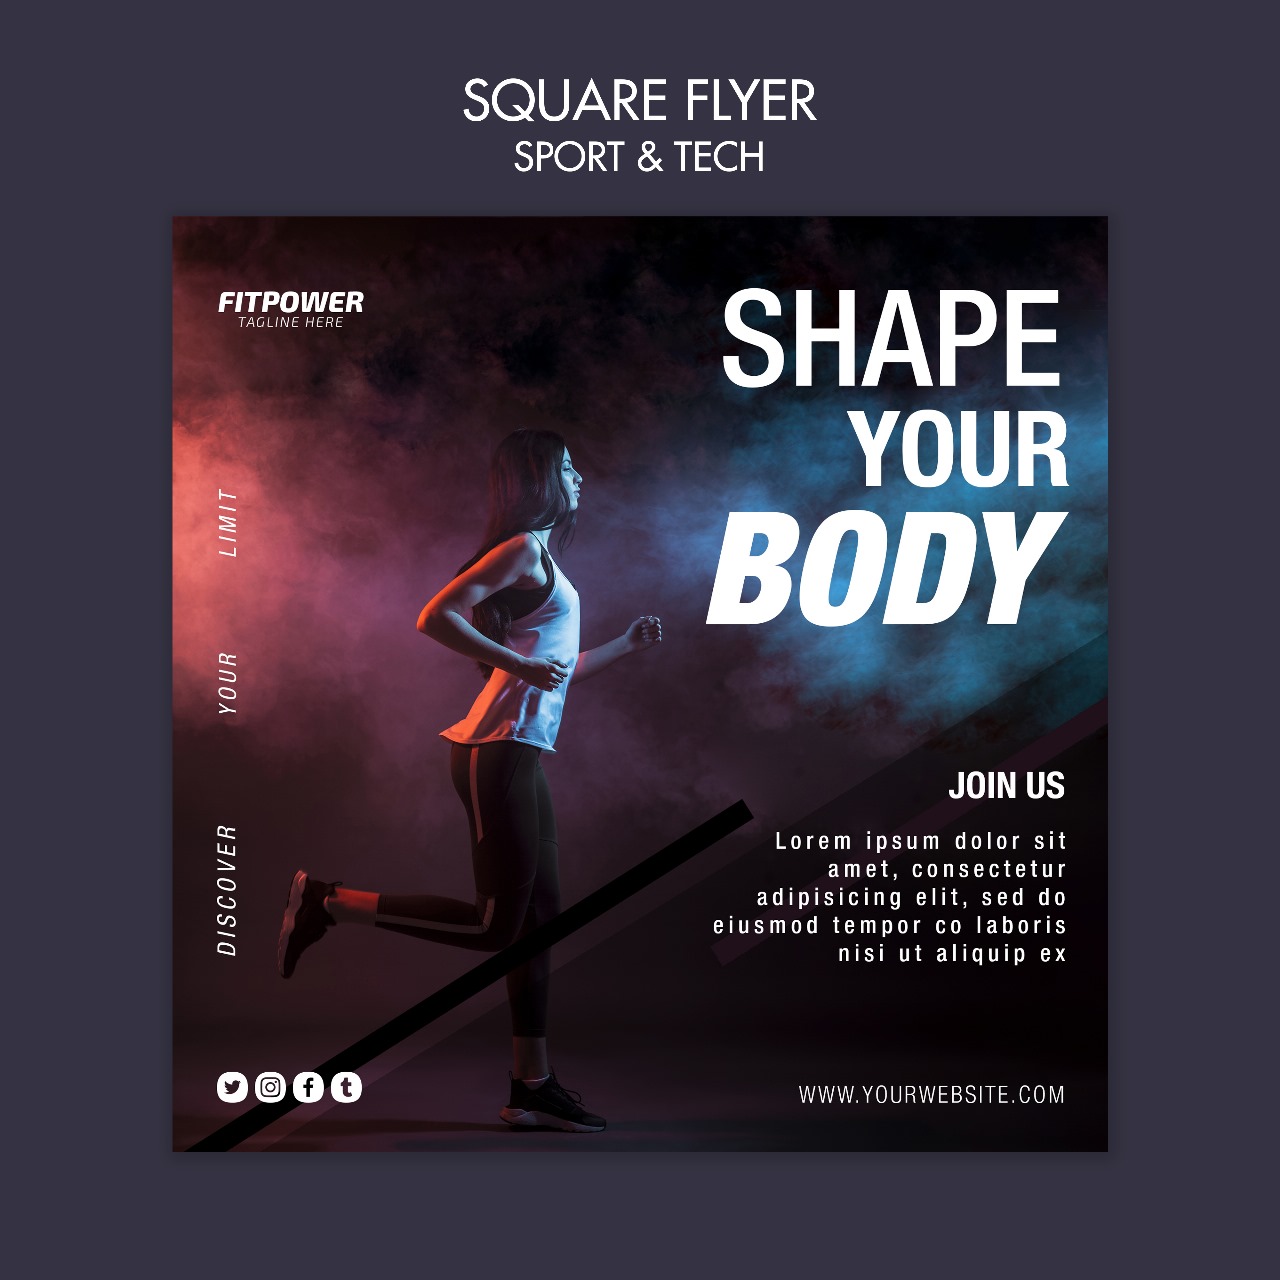 SQUARE FLYER
SPORT & TECH
FITPOWER
TAGLINE HERE
SHAPE
YOUR
BODY
DISCOVER YOUR LIMIT
JOIN US
Lorem ipsum dolor sit
amet, consectetur
adipisicing elit, sed do
eiusmod tempor co laboris
nisi ut aliquip ex
WWW.YOURWEBSITE.COM